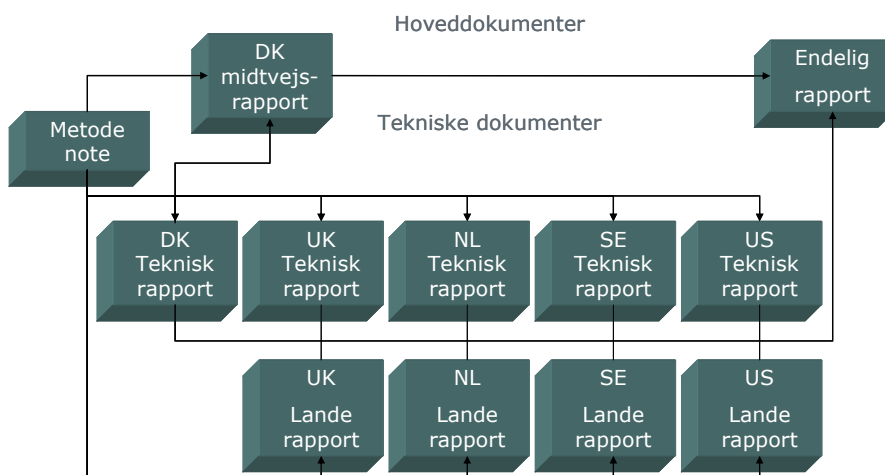 Hoveddokumenter
DK
midtvejs-
rapport
Endelig
rapport
Metode
note
Tekniske dokumenter
DK
Teknisk
rapport
UK
Teknisk
rapport
NL
Teknisk
rapport
SE
Teknisk
rapport
US
Teknisk
rapport
UK
Lande
rapport
NL
Lande
rapport
SE
Lande
rapport
US
Lande
rapport